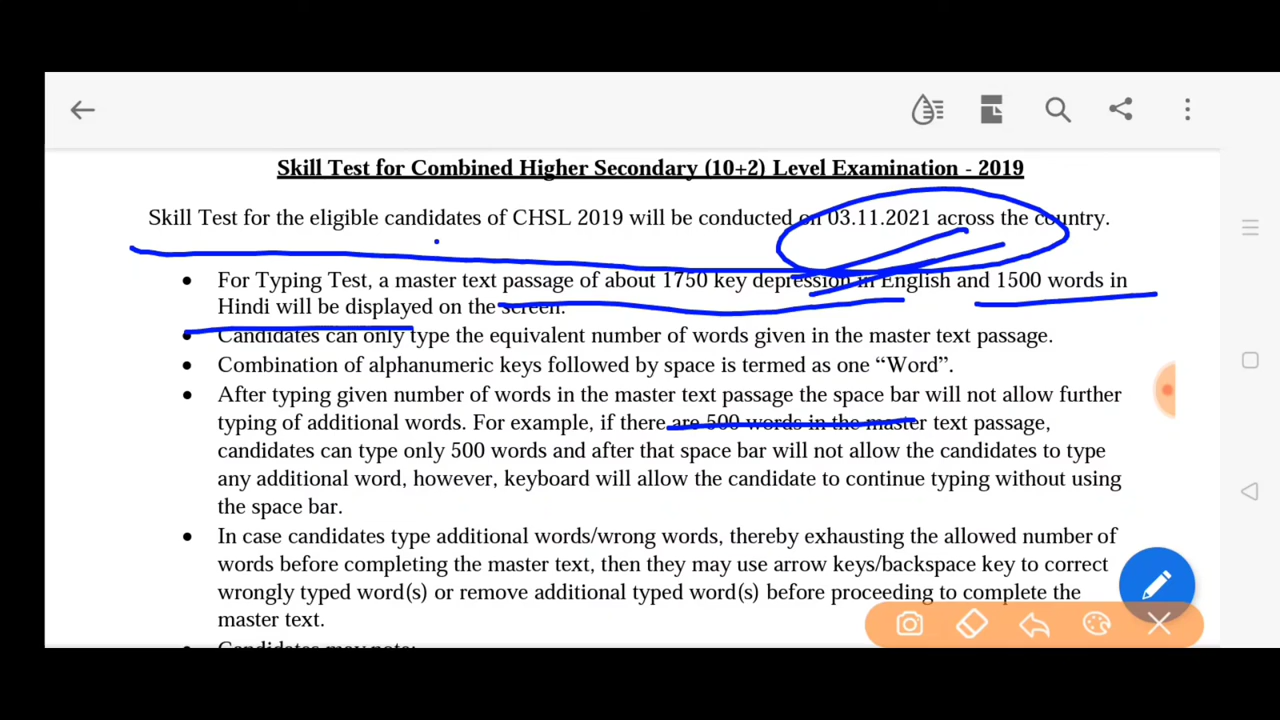 Skill Test for Combined Higher Secondary (10+2) Level Examination - 2019
Skill Test for the eligible candidates of CHSL 2019 will be conducted on 03.11.2021 across the country.
• For Typing Test, a master text passage of about 1750 key depression in English and 1500 words in
Hindi will be displayed on the screen.
• Candidates can only type the equivalent number of words given in the master text passage.
• Combination of alphanumeric keys followed by space is termed as one “Word”.
• After typing given number of words in the master text passage the space bar will not allow further
typing of additional words. For example, if there are 500 words in the master text passage,
candidates can type only 500 words and after that space bar will not allow the candidates to type
any additional word, however, keyboard will allow the candidate to continue typing without using
the space bar.
• In case candidates type additional words/wrong words, thereby exhausting the allowed number of
words before completing the master text, then they may use arrow keys/backspace key to correct
wrongly typed word(s) or remove additional typed word(s) before proceeding to complete the
master text.
• Candidates may note: